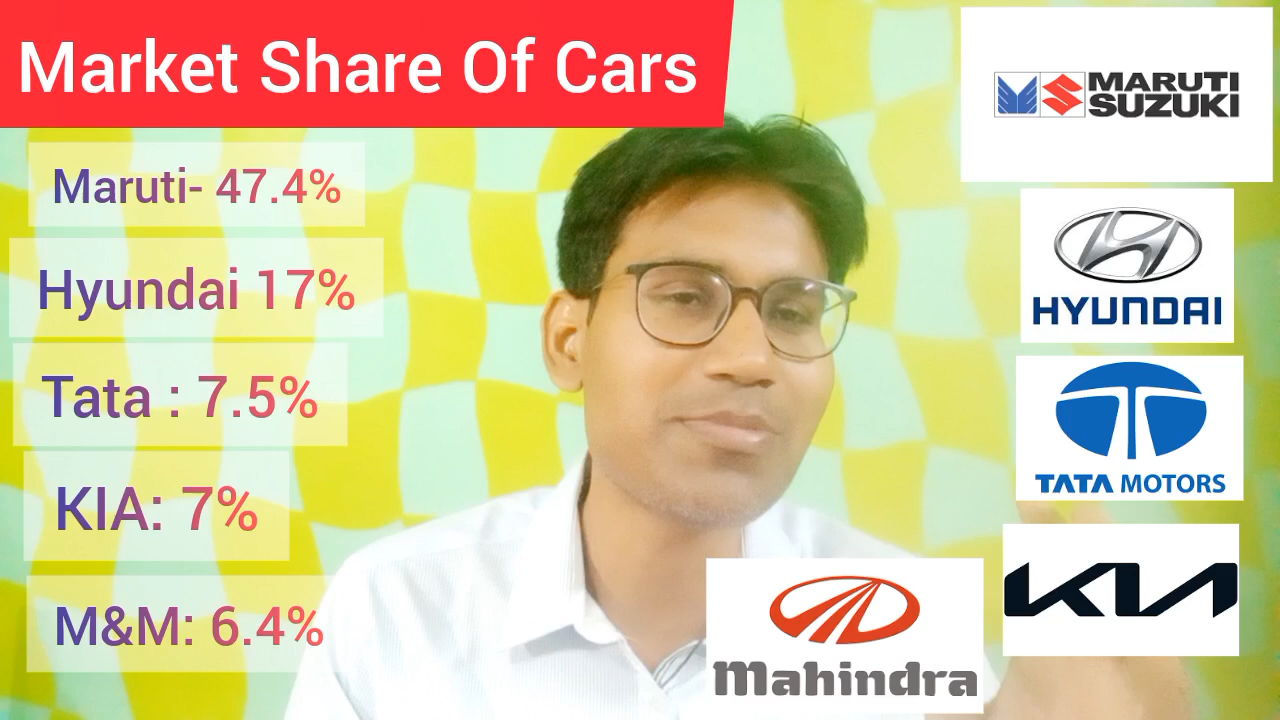 Market Share Of Cars
Maruti- 47.4%
Hyundai 17%
Tata : 7.5%
KIA: 7%
M&M: 6.4%
MARUTI
SUZUKI
HYUNDAI
TATA MOTORS
KIA
Mahindra